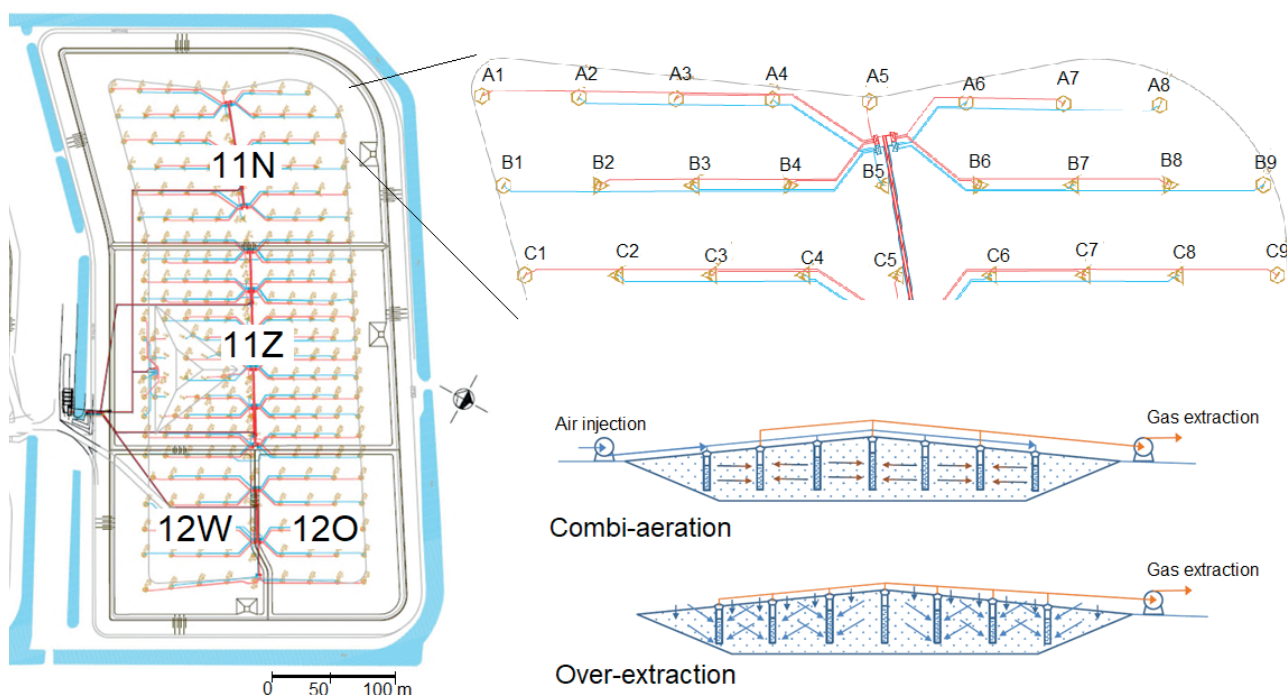 11N
11Z
12W
12O
0 50 100 m
A1 A2 A3 A4 A5 A6 A7 A8
B1 B2 B3 B4 B5 B6 B7 B8 B9
C1 C2 C3 C4 C5 C6 C7 C8 C9
Air injection
Gas extraction
Combi-aeration
Gas extraction
Over-extraction